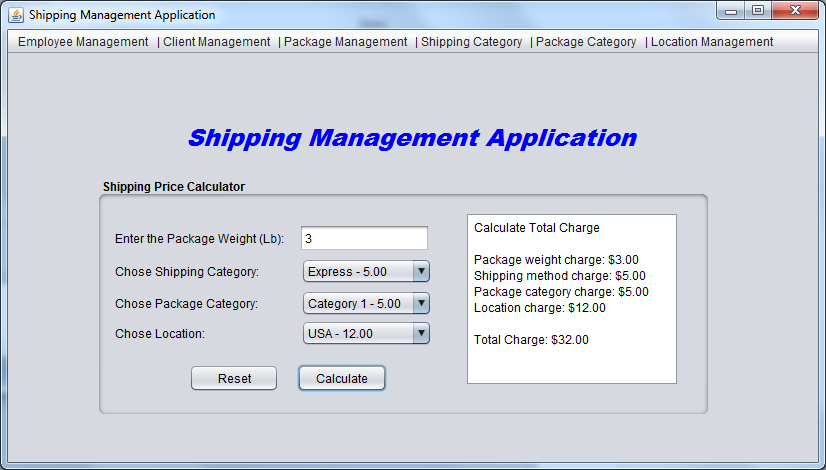 Shipping Management Application
Employee Management | Client Management | Package Management | Shipping Category | Package Category | Location Management
Shipping Management Application
Shipping Price Calculator
Enter the Package Weight (Lb): 3
Chose Shipping Category: Express - 5.00
Chose Package Category: Category 1 - 5.00
Chose Location: USA - 12.00
Reset Calculate
Calculate Total Charge
Package weight charge: $3.00
Shipping method charge: $5.00
Package category charge: $5.00
Location charge: $12.00
Total Charge: $32.00